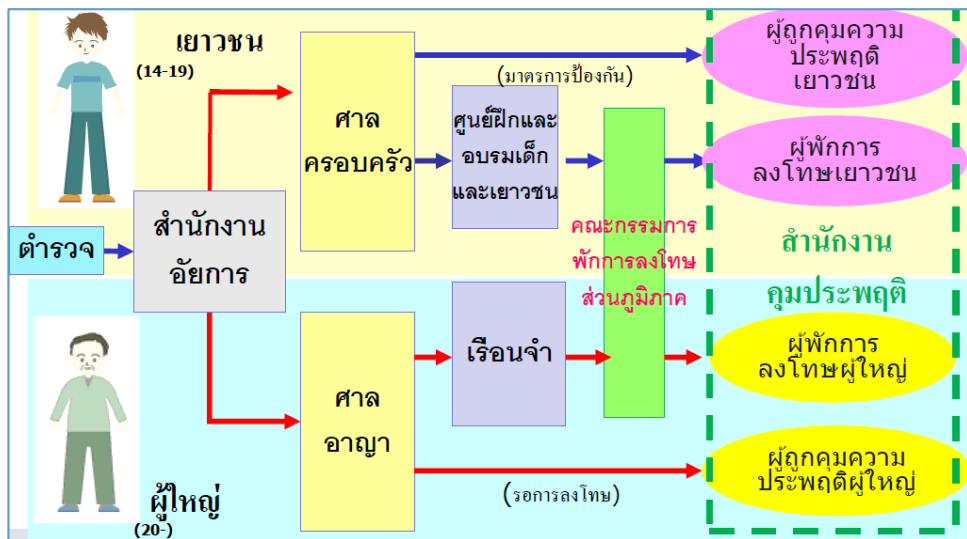 เยาวชน
(14-19)
ตำรวจ
สำนักงาน
อัยการ
ผู้ใหญ่
(20-)
ศาล
ครอบครัว
ศาล
อาญา
(มาตรการป้องกัน)
ศูนย์ฝึกและ
อบรมเด็ก
และเยาวชน
เรือนจำ
(รอการลงโทษ)
คณะกรรมการ
พักการลงโทษ
ส่วนภูมิภาค
ผู้ถูกคุมความ
ประพฤติ
เยาวชน
ผู้พักการ
ลงโทษเยาวชน
สำนักงาน
คุมประพฤติ
ผู้พักการ
ลงโทษผู้ใหญ่
ผู้ถูกคุมความ
ประพฤติผู้ใหญ่